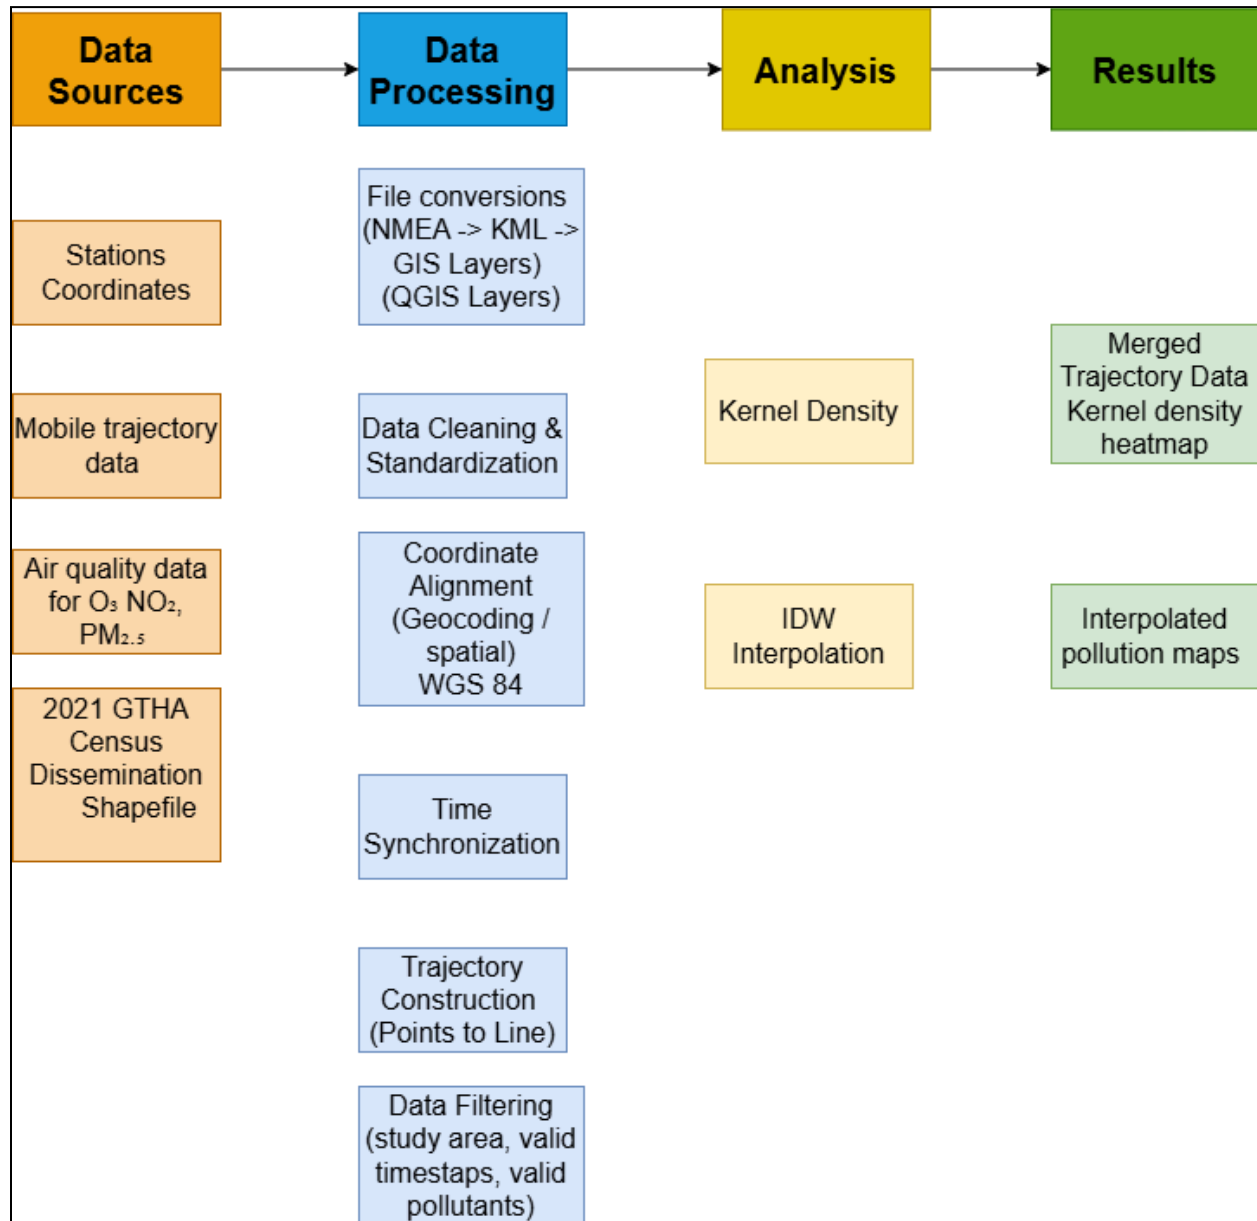 Data
Sources
Data
Processing
Analysis
Results
Stations
Coordinates
Mobile trajectory
data
Air quality data
for O₃ NO₂,
PM₂.₅
2021 GTHA
Census
Dissemination
Shapefile
File conversions
(NMEA -> KML ->
GIS Layers)
(QGIS Layers)
Data Cleaning &
Standardization
Coordinate
Alignment
(Geocoding /
spatial)
WGS 84
Time
Synchronization
Trajectory
Construction
(Points to Line)
Data Filtering
(study area, valid
timestaps, valid
pollutants)
Kernel Density
IDW
Interpolation
Merged
Trajectory Data
Kernel density
heatmap
Interpolated
pollution maps